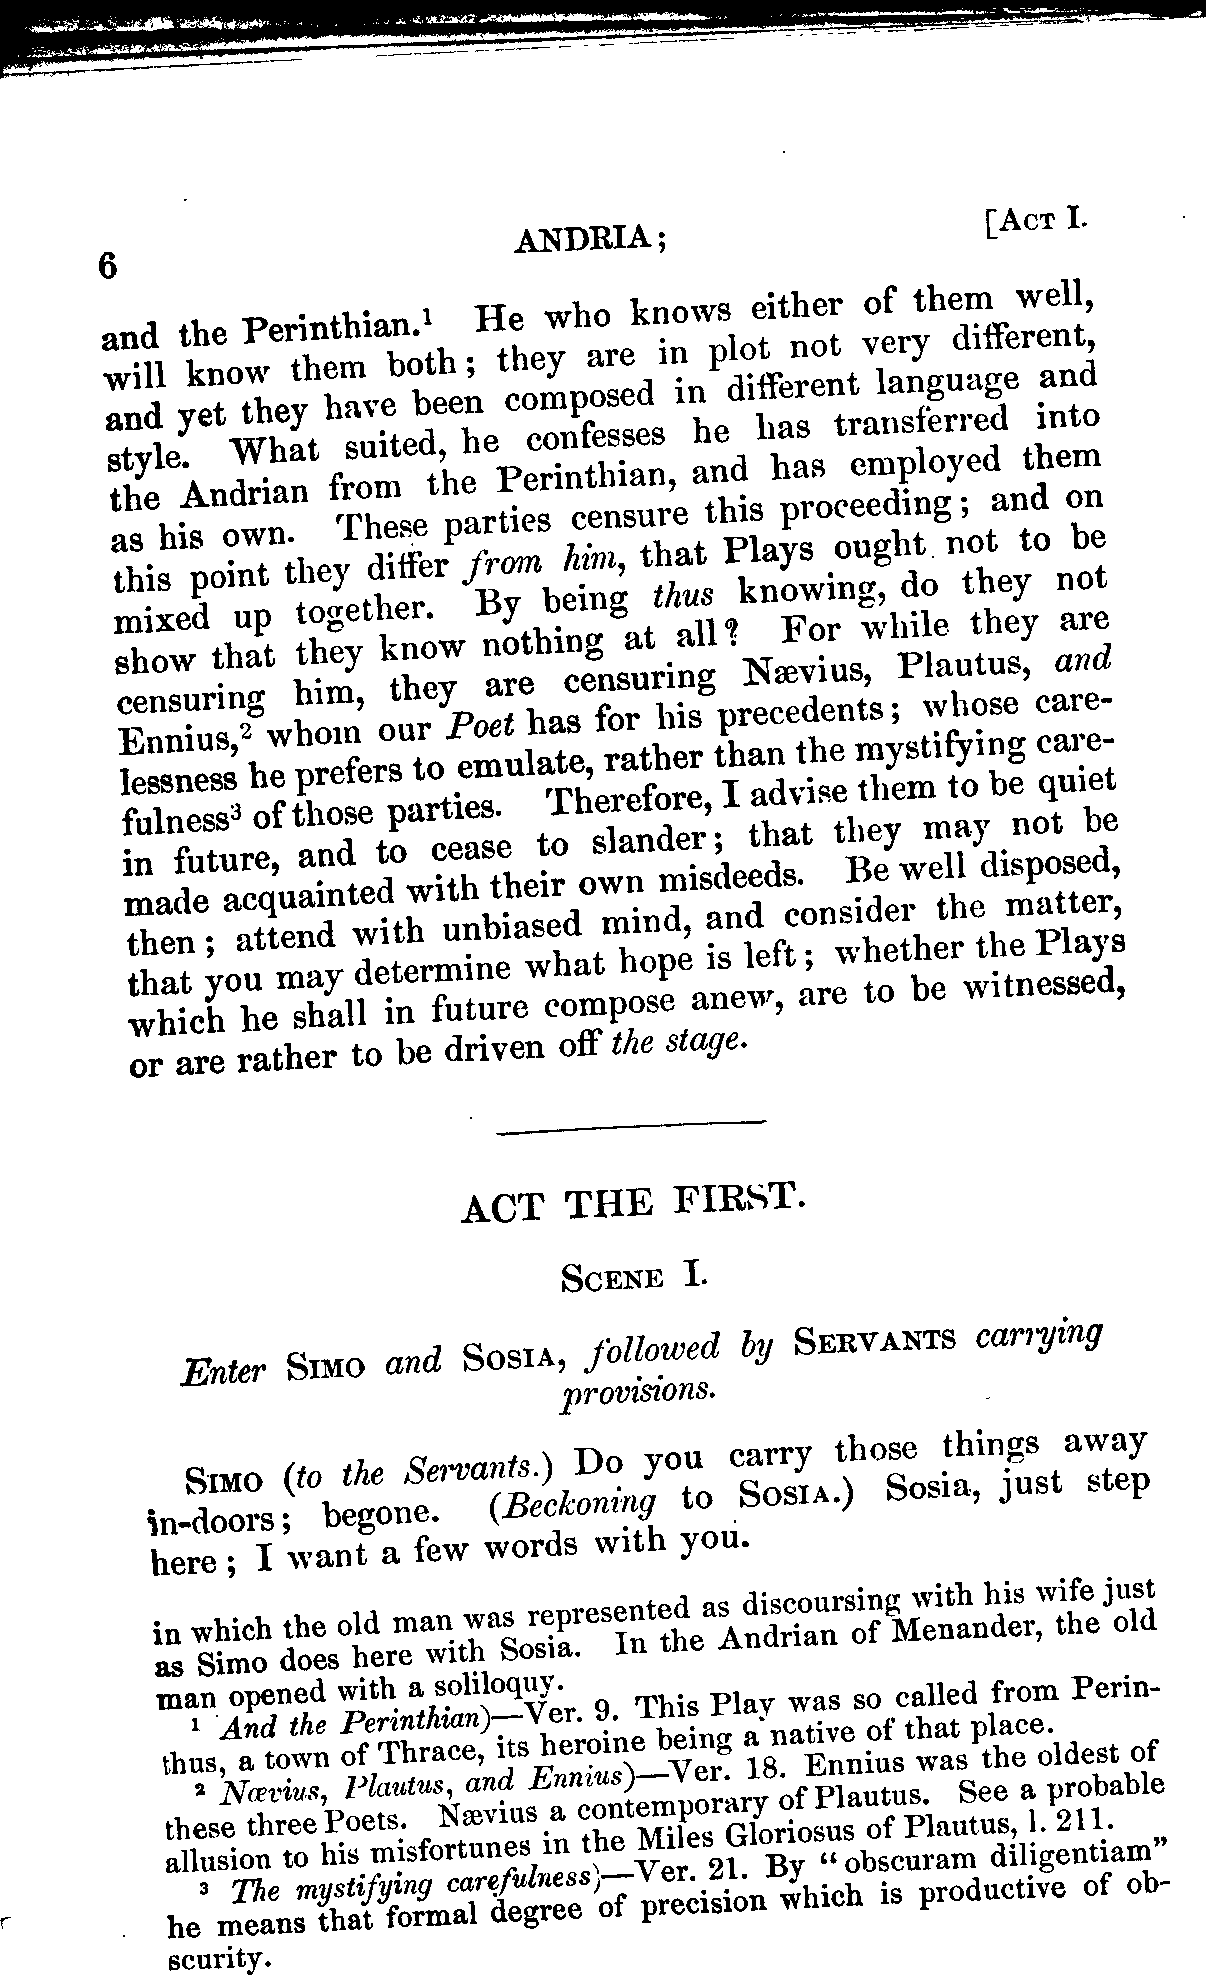 6
ANDRIA;
[ACT I.
and the Perinthian.¹ He who knows either of them well,
will know them both; they are in plot not very different,
and yet they have been composed in different language and
style. What suited, he confesses he has transferred into
the Andrian from the Perinthian, and has employed them
as his own. These parties censure this proceeding; and on
this point they differ from him, that Plays ought not to be
mixed up together. By being thus knowing, do they not
show that they know nothing at all? For while they are
censuring him, they are censuring Nævius, Plautus, and
Ennius,² whom our Poet has for his precedents; whose care-
lessness he prefers to emulate, rather than the mystifying care-
fulness³ of those parties. Therefore, I advise them to be quiet
in future, and to cease to slander; that they may not be
made acquainted with their own misdeeds. Be well disposed,
then; attend with unbiased mind, and consider the matter,
that you may determine what hope is left; whether the Plays
which he shall in future compose anew, are to be witnessed,
or are rather to be driven off the stage.
ACT THE FIRST.
SCENE I.
Enter SIMO and SOSIA, followed by SERVANTS carrying
provisions.
SIMO (to the Servants.) Do you carry those things away
in-doors; begone. (Beckoning to SOSIA.) Sosia, just step
here; I want a few words with you.
in which the old man was represented as discoursing with his wife just
as Simo does here with Sosia. In the Andrian of Menander, the old
man opened with a soliloquy.
¹ And the Perinthian)—Ver. 9. This Play was so called from Perin-
thus, a town of Thrace, its heroine being a native of that place.
² Nævius, Plautus, and Ennius)—Ver. 18. Ennius was the oldest of
these three Poets. Nævius a contemporary of Plautus. See a probable
allusion to his misfortunes in the Miles Gloriosus of Plautus, l. 211.
³ The mystifying carefulness)—Ver. 21. By "obscuram diligentiam"
he means that formal degree of precision which is productive of ob-
scurity.